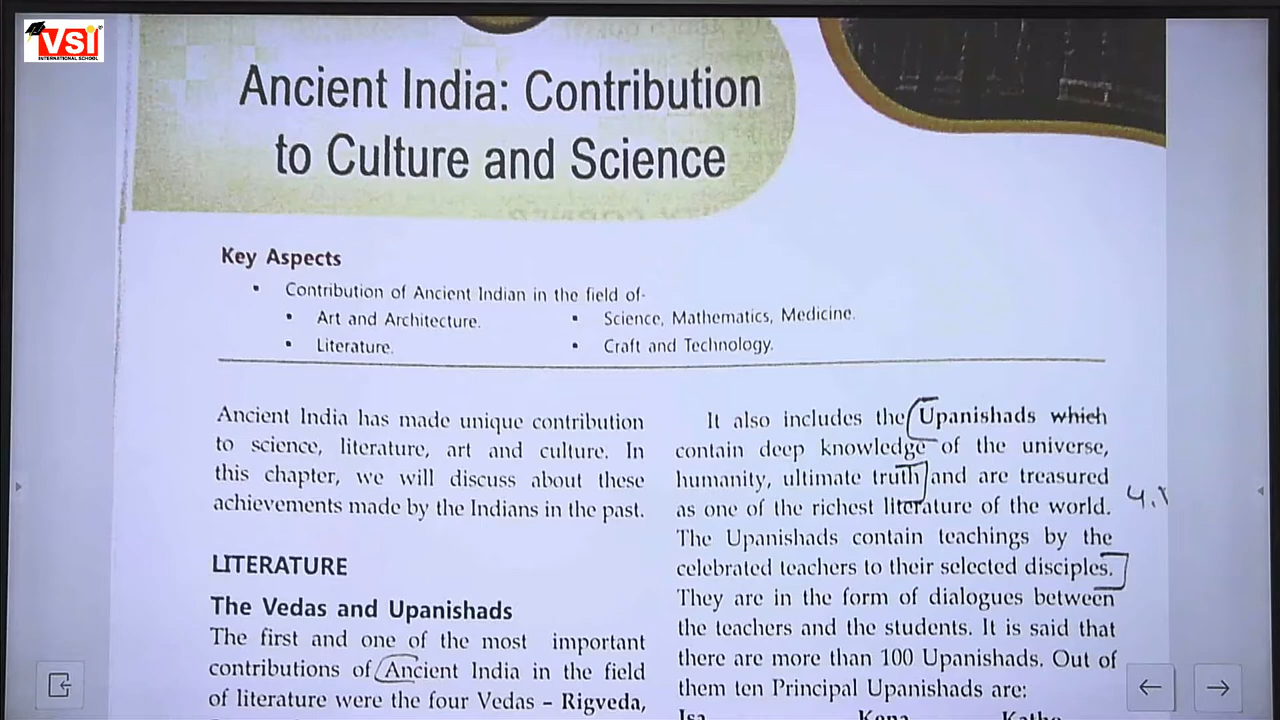 VSI
INTERNATIONAL SCHOOL
Ancient India: Contribution
to Culture and Science
Key Aspects
• Contribution of Ancient Indian in the field of-
• Art and Architecture.
• Science, Mathematics, Medicine.
• Literature.
• Craft and Technology.
Ancient India has made unique contribution
to science, literature, art and culture. In
this chapter, we will discuss about these
achievements made by the Indians in the past.
LITERATURE
The Vedas and Upanishads
The first and one of the most important
contributions of Ancient India in the field
of literature were the four Vedas – Rigveda,
It also includes the Upanishads which
contain deep knowledge of the universe,
humanity, ultimate truth and are treasured
as one of the richest literature of the world.
The Upanishads contain teachings by the
celebrated teachers to their selected disciples.
They are in the form of dialogues between
the teachers and the students. It is said that
there are more than 100 Upanishads. Out of
them ten Principal Upanishads are:
Isa Kena Katha